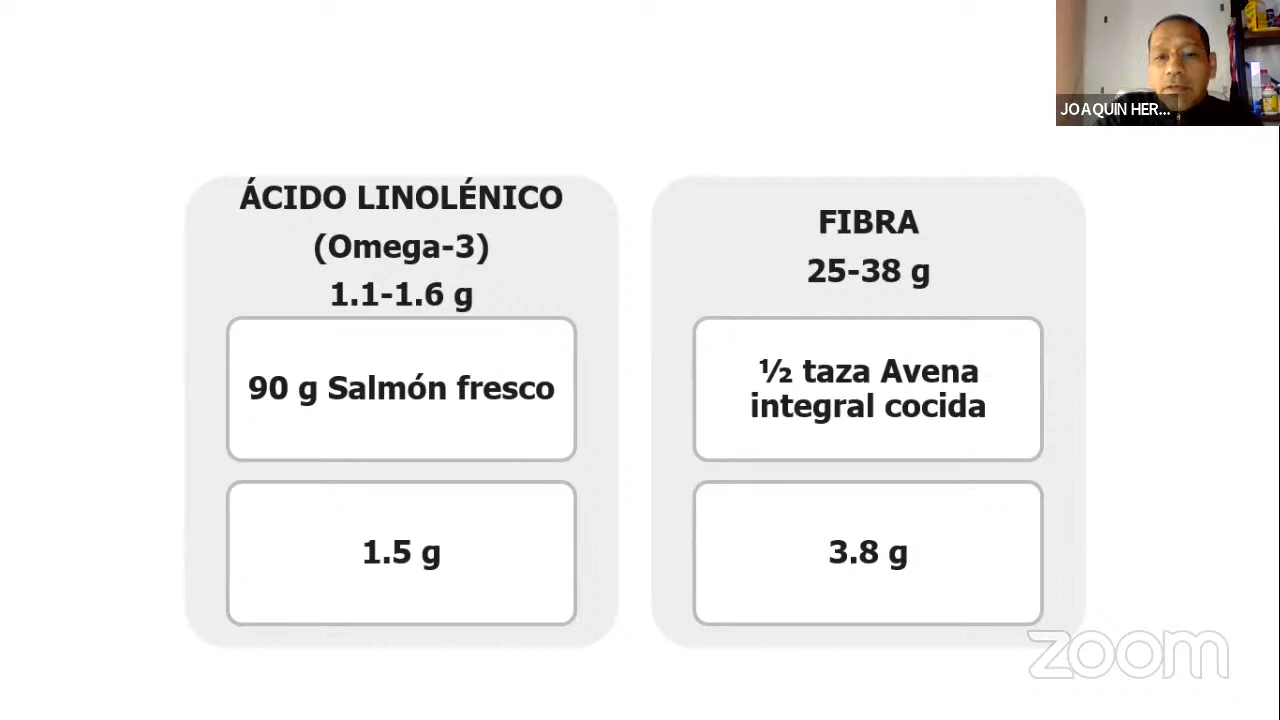 JOAQUIN HER...
ÁCIDO LINOLÉNICO
(Omega-3)
1.1-1.6 g
90 g Salmón fresco
1.5 g
FIBRA
25-38 g
½ taza Avena
integral cocida
3.8 g
zoom